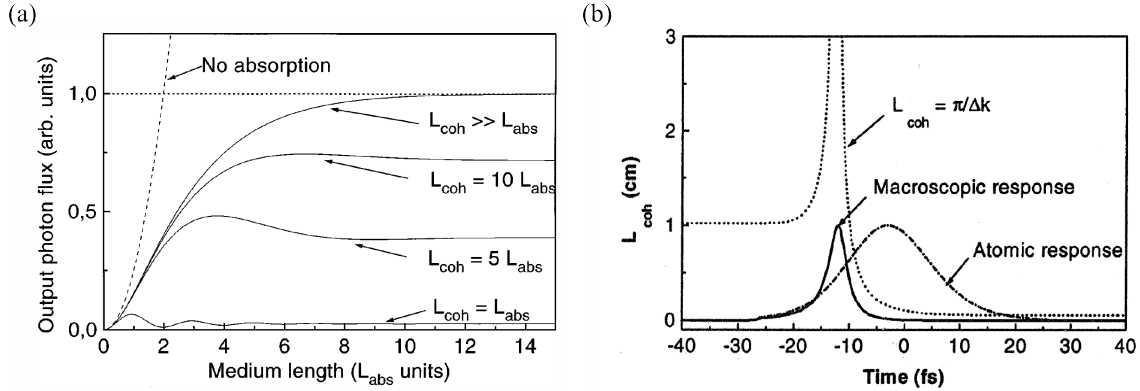 (a)
Output photon flux (arb. units)
1,0
0,5
0,0
No absorption
L_coh >> L_abs
L_coh = 10 L_abs
L_coh = 5 L_abs
L_coh = L_abs
0 2 4 6 8 10 12 14
Medium length (L_abs units)
(b)
L_coh (cm)
3
2
1
0
L_coh = π/Δk
Macroscopic response
Atomic response
-40 -30 -20 -10 0 10 20 30 40
Time (fs)